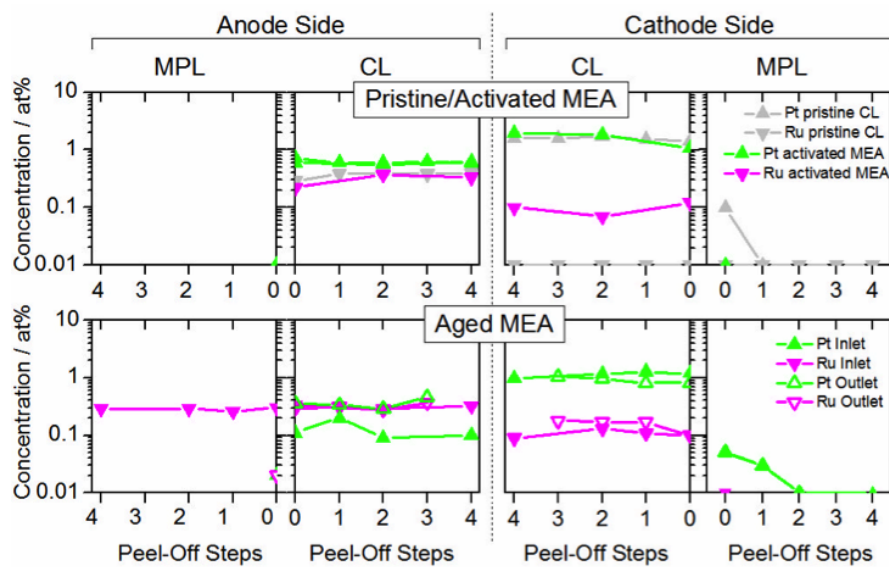 Anode Side Cathode Side
MPL CL CL MPL
Pristine/Activated MEA
Concentration / at%
10
1
0.1
0.01
Pt pristine CL
Ru pristine CL
Pt activated MEA
Ru activated MEA
4 3 2 1 0 0 1 2 3 4 4 3 2 1 0 0 1 2 3 4
Aged MEA
Concentration / at%
10
1
0.1
0.01
Pt Inlet
Ru Inlet
Pt Outlet
Ru Outlet
4 3 2 1 0 0 1 2 3 4 4 3 2 1 0 0 1 2 3 4
Peel-Off Steps Peel-Off Steps Peel-Off Steps Peel-Off Steps